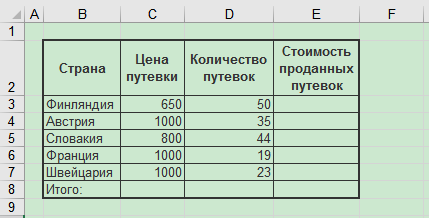 A B C D E F
1
2 Страна Цена путевки Количество путевок Стоимость проданных путевок
3 Финляндия 650 50
4 Австрия 1000 35
5 Словакия 800 44
6 Франция 1000 19
7 Швейцария 1000 23
8 Итого:
9